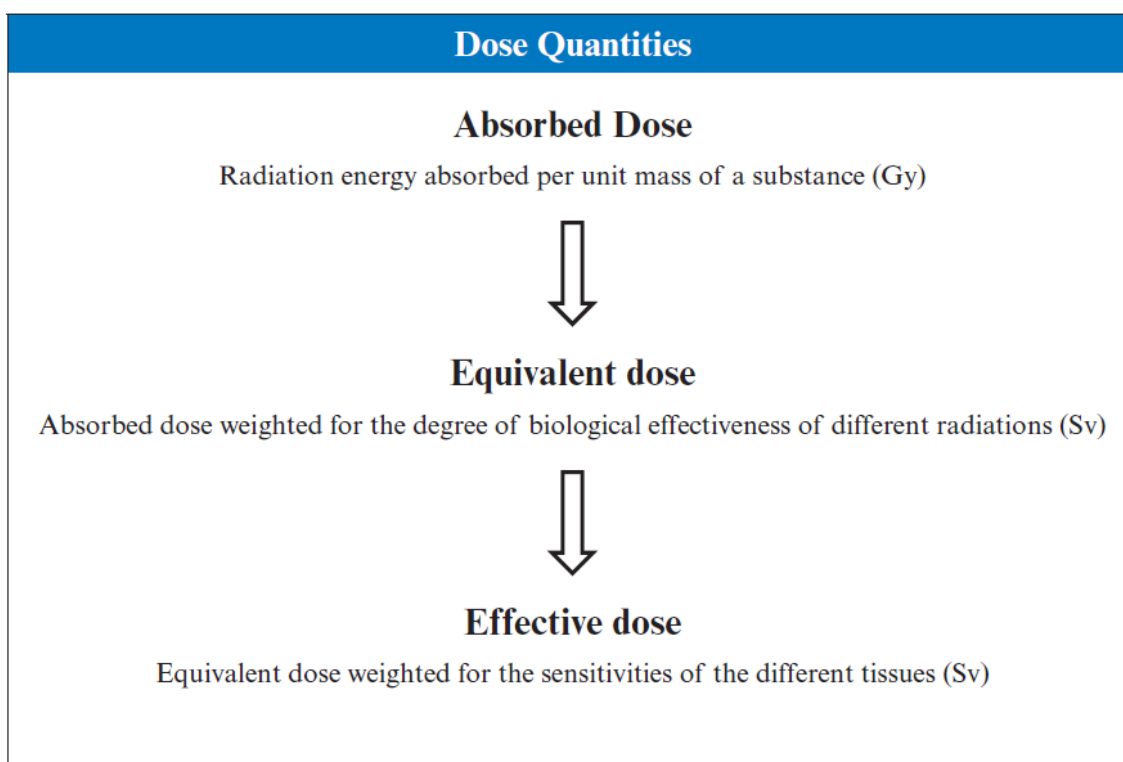 Dose Quantities
Absorbed Dose
Radiation energy absorbed per unit mass of a substance (Gy)
Equivalent dose
Absorbed dose weighted for the degree of biological effectiveness of different radiations (Sv)
Effective dose
Equivalent dose weighted for the sensitivities of the different tissues (Sv)